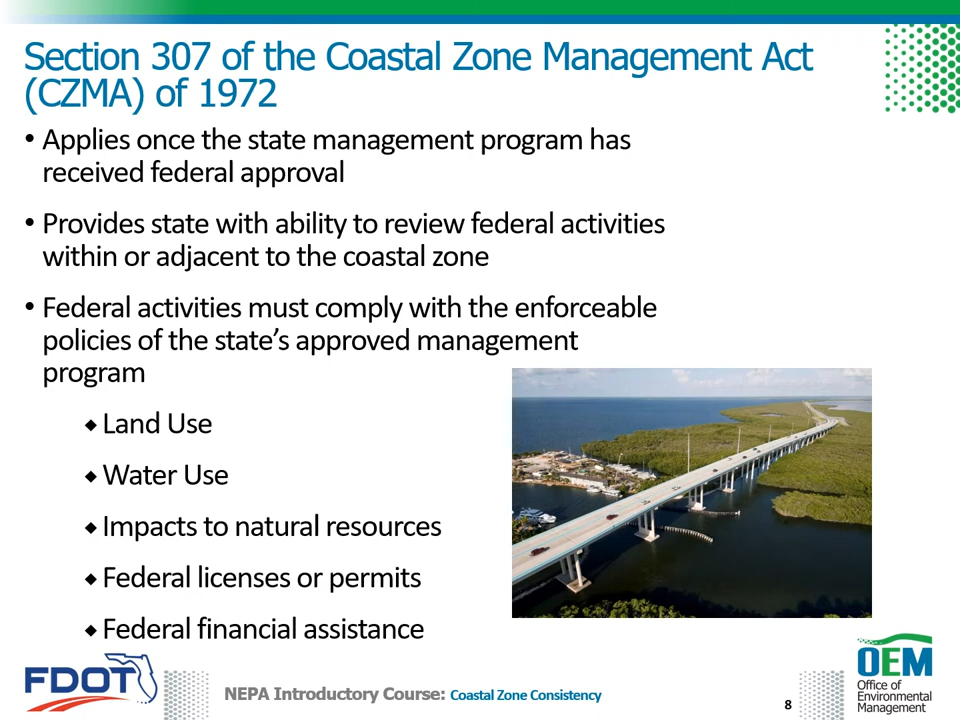 Section 307 of the Coastal Zone Management Act
(CZMA) of 1972
• Applies once the state management program has
received federal approval
• Provides state with ability to review federal activities
within or adjacent to the coastal zone
• Federal activities must comply with the enforceable
policies of the state’s approved management
program
◆ Land Use
◆ Water Use
◆ Impacts to natural resources
◆ Federal licenses or permits
◆ Federal financial assistance
FDOT
NEPA Introductory Course: Coastal Zone Consistency
8
OEM
Office of
Environmental
Management